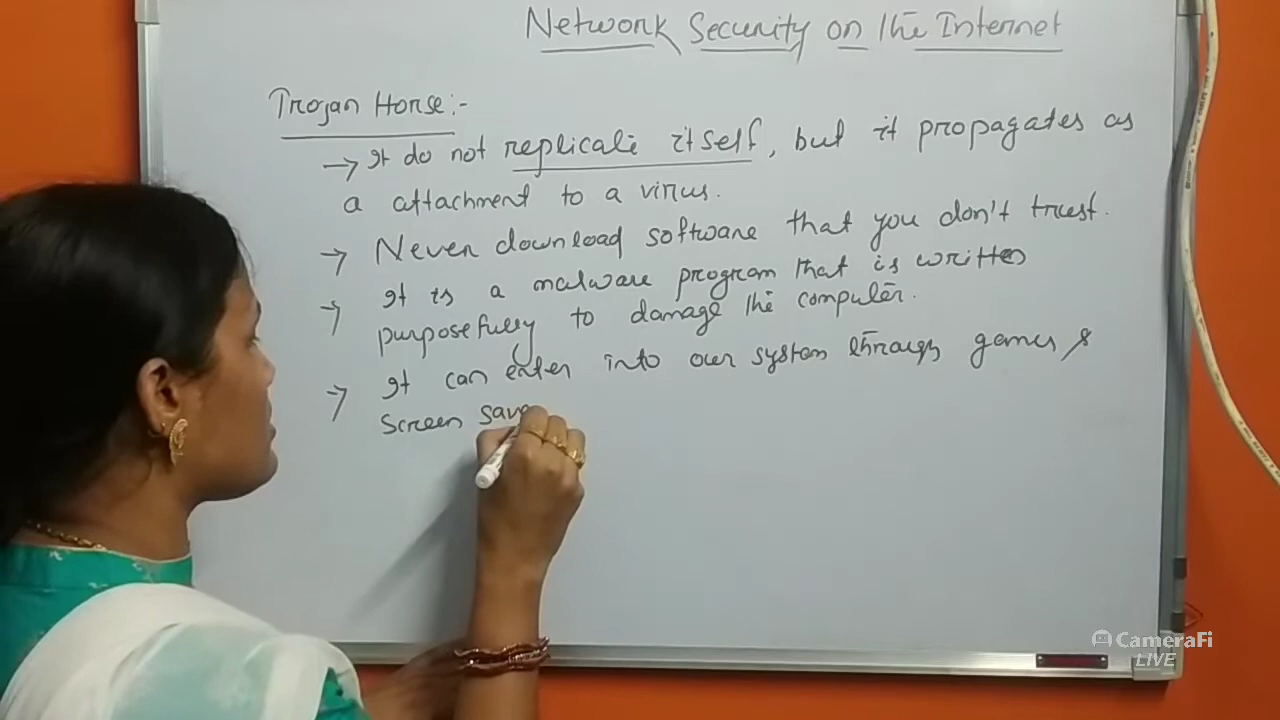 Network Security on the Internet
Trojan Horse:-
→ It do not replicate itself, but it propagates as
a attachment to a virus.
→ Never download software that you don't trust.
→ It is a malware program that is written
purposefully to damage the computer.
→ It can enter into our system through games &
Screen save
CameraFi
LIVE